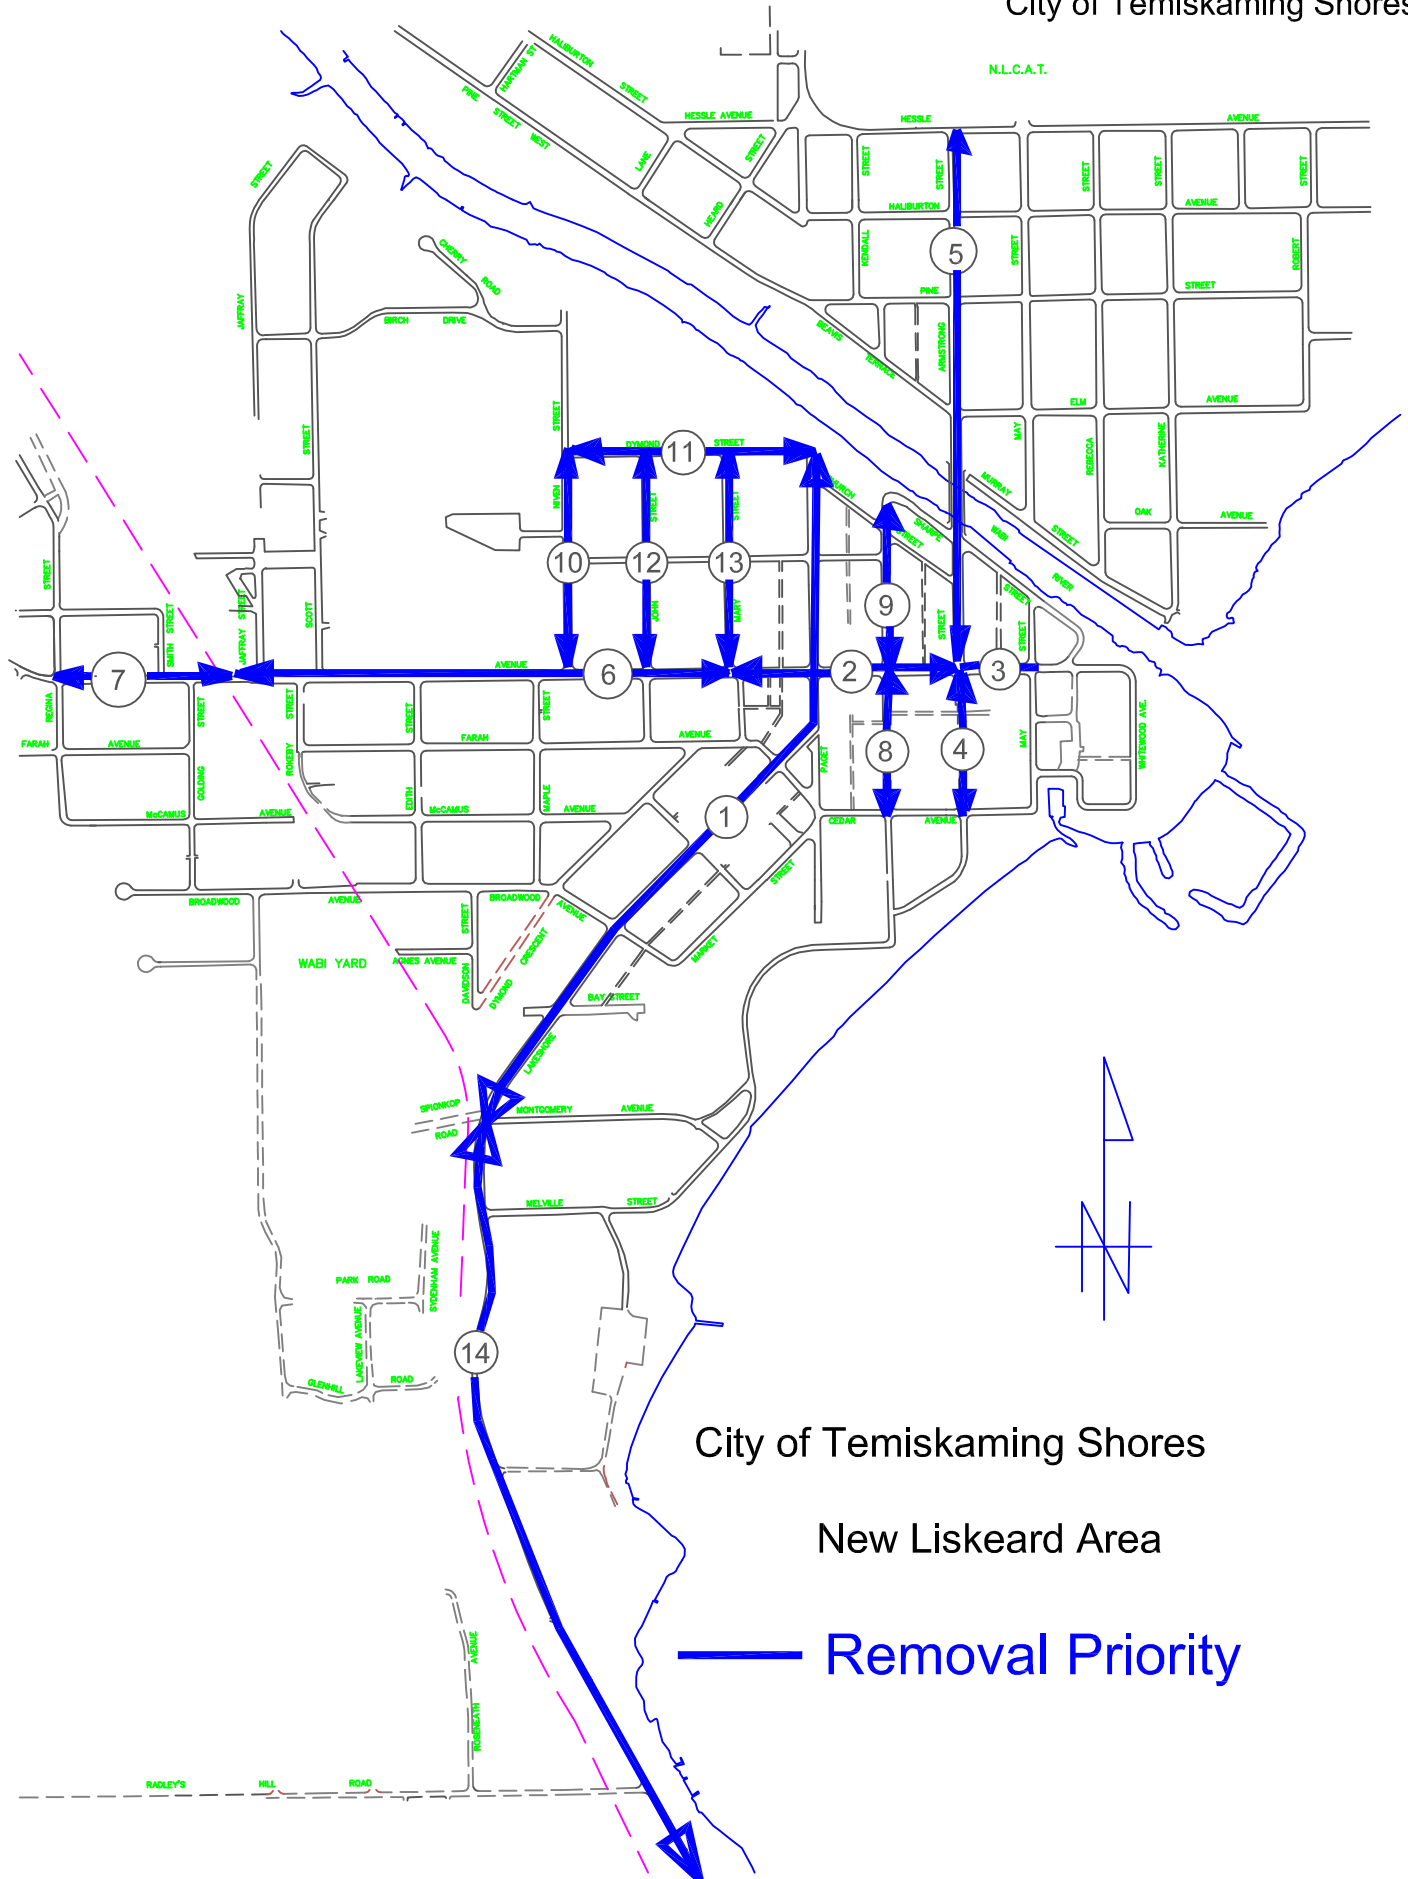 City of Temiskaming Shores
N.L.C.A.T.
HALIBURTON
STREET
HARTMAN ST
PINE
STREET
WEST
HESSLE AVENUE
HESSLE
AVENUE
LANE
STREET
HEARD
STREET
KENDALL
STREET
ARMSTRONG
HALIBURTON
AVENUE
STREET
STREET
STREET
STREET
ROBERT
5
PINE
STREET
STREET
JAFFRAY
CHERRY
ROAD
BIRCH
DRIVE
BEAVIS
TERRACE
ELM
AVENUE
MAY
REBECCA
KATHERINE
OAK
AVENUE
MURRAY
STREET
WABI
RIVER
STREET
SCOTT
STREET
NIVEN
DYMOND
11
STREET
STREET
JOHN
STREET
MARY
10
12
13
CHURCH
STREET
SHARPE
STREET
9
STREET
STREET
STREET
REGINA
SMITH STREET
JAFFRAY STREET
7
AVENUE
6
2
3
FARAH
AVENUE
STREET
GOLDING
STREET
ROKEBY
STREET
EDITH
FARAH
STREET
MAPLE
AVENUE
PAGET
8
4
MAY
WHITEWOOD AVE.
McCAMUS
AVENUE
McCAMUS
AVENUE
1
CEDAR
AVENUE
STREET
MARKET
BROADWOOD
AVENUE
BROADWOOD
AVENUE
STREET
DAVIDSON
CRESCENT
DYMOND
WABI YARD
AGNES AVENUE
BAY STREET
LAKESHORE
SPIONKOP
ROAD
MONTGOMERY
AVENUE
MELVILLE
STREET
SYDENHAM AVENUE
PARK ROAD
LAKEVIEW AVENUE
GLENHILL
ROAD
14
N
City of Temiskaming Shores
New Liskeard Area
Removal Priority
AVENUE
ROSEREATH
RADLEY'S
HILL
ROAD